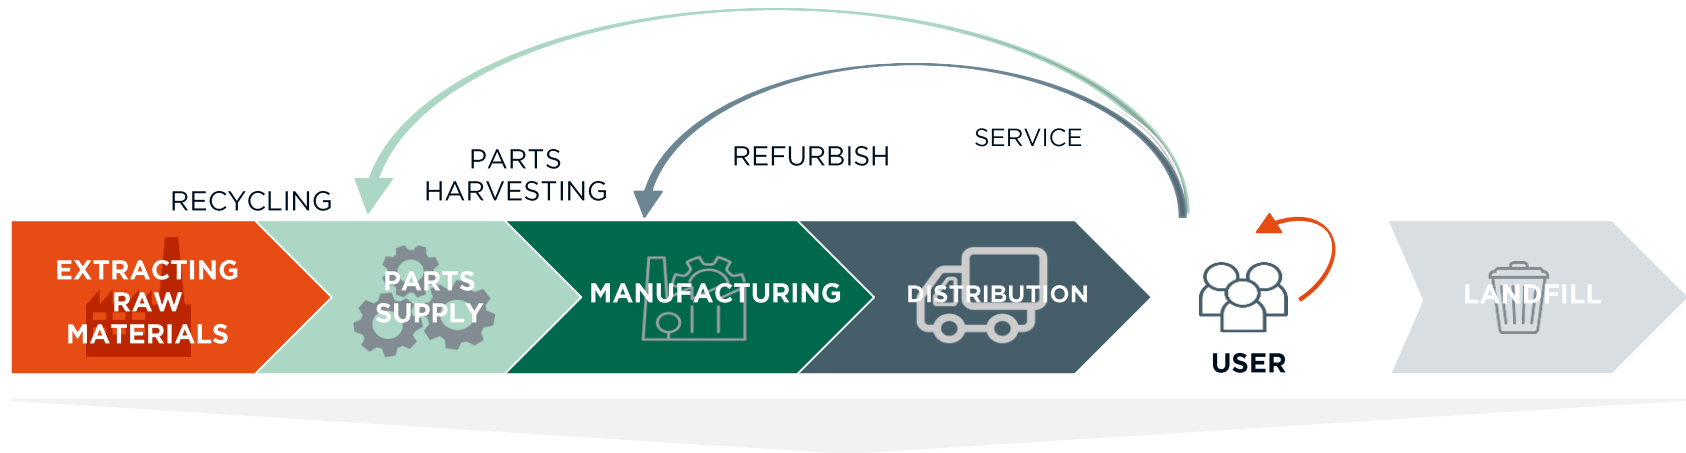 SERVICE
REFURBISH
PARTS
HARVESTING
RECYCLING
EXTRACTING
RAW
MATERIALS
PARTS
SUPPLY
MANUFACTURING
DISTRIBUTION
USER
LANDFILL